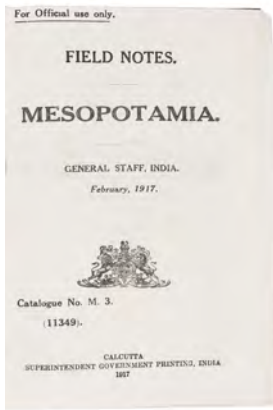 For Official use only.
FIELD NOTES.
MESOPOTAMIA.
GENERAL STAFF, INDIA.
February, 1917.
Catalogue No. M. 3.
(11349).
CALCUTTA
SUPERINTENDENT GOVERNMENT PRINTING, INDIA
1917